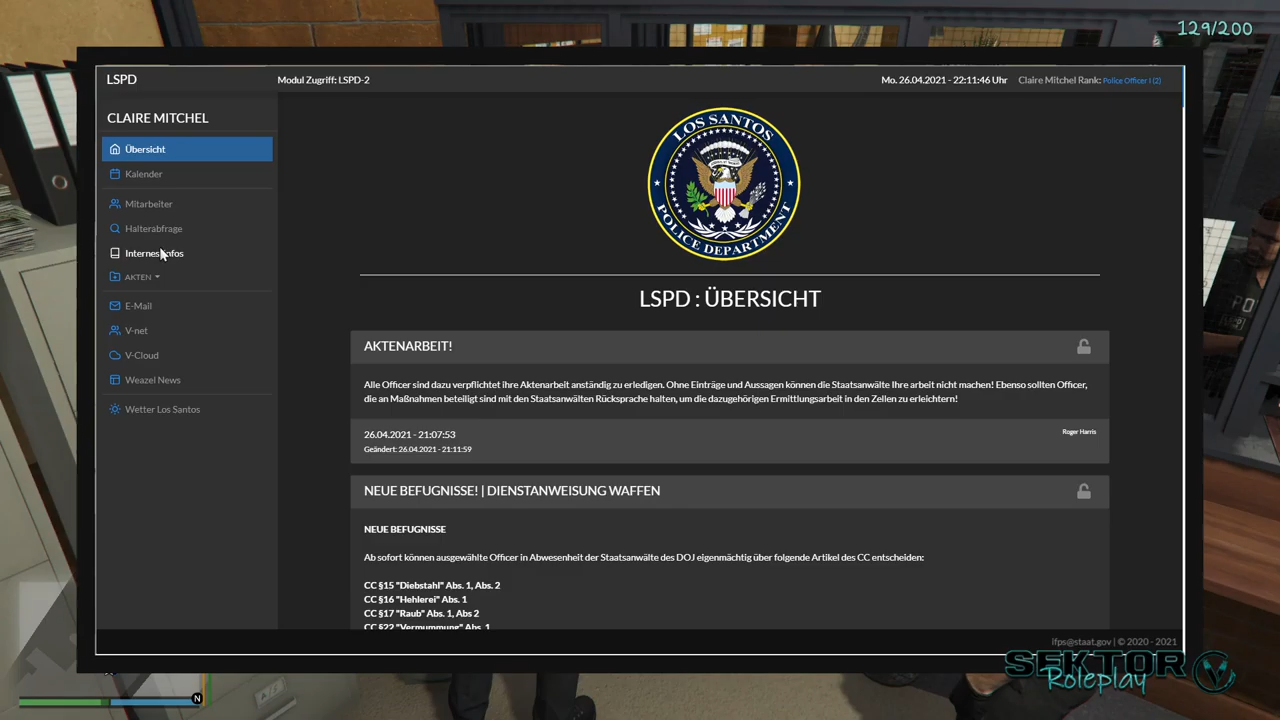 129/200
LSPD
Modul Zugriff: LSPD-2
Mo. 26.04.2021 - 22:11:46 Uhr
Claire Mitchel Rank: Police Officer I (2)
CLAIRE MITCHEL
Übersicht
Kalender
Mitarbeiter
Halterabfrage
Internes Infos
AKTEN
E-Mail
V-net
V-Cloud
Weazel News
Wetter Los Santos
LOS SANTOS
POLICE DEPARTMENT
LSPD : ÜBERSICHT
AKTENARBEIT!
Alle Officer sind dazu verpflichtet ihre Aktenarbeit anständig zu erledigen. Ohne Einträge und Aussagen können die Staatsanwälte Ihre arbeit nicht machen! Ebenso sollten Officer,
die an Maßnahmen beteiligt sind mit den Staatsanwälten Rücksprache halten, um die dazugehörigen Ermittlungsarbeit in den Zellen zu erleichtern!
26.04.2021 - 21:07:53
Roger Harris
Geändert: 26.04.2021 - 21:11:59
NEUE BEFUGNISSE! | DIENSTANWEISUNG WAFFEN
NEUE BEFUGNISSE
Ab sofort können ausgewählte Officer in Abwesenheit der Staatsanwälte des DOJ eigenmächtig über folgende Artikel des CC entscheiden:
CC §15 "Diebstahl" Abs. 1, Abs. 2
CC §16 "Hehlerei" Abs. 1
CC §17 "Raub" Abs. 1, Abs 2
CC §22 "Vermummung" Abs. 1
lfps@staat.gov | © 2020 - 2021
SEKTOR V
Roleplay
N